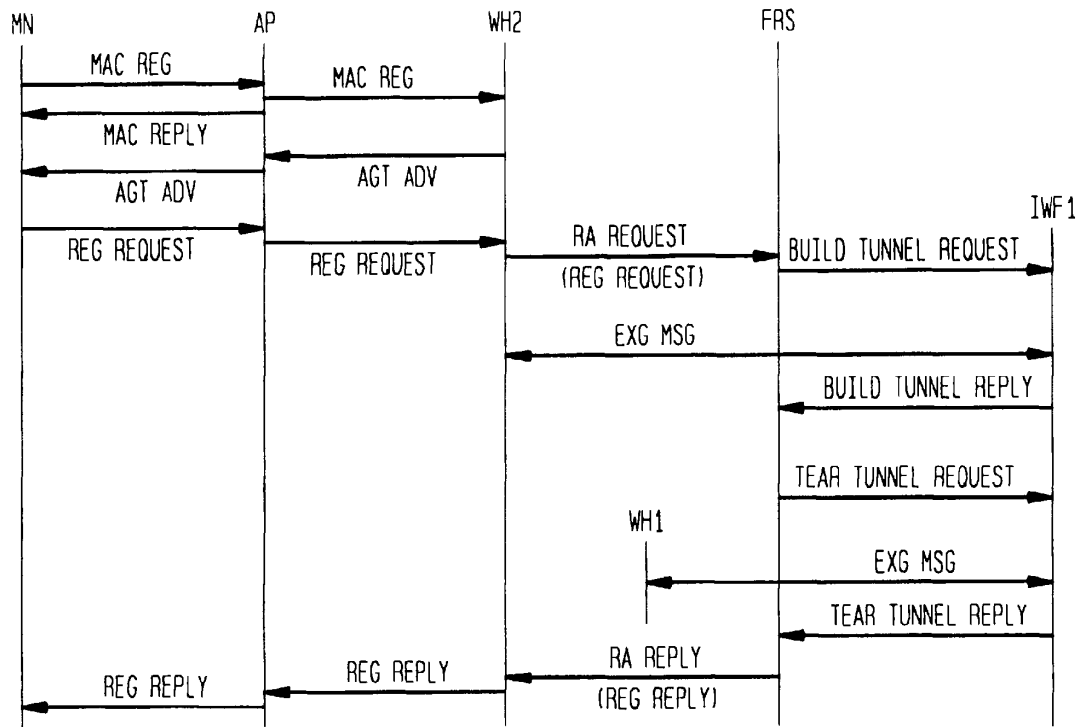 MN
AP
WH2
FRS
MAC REG
MAC REG
MAC REPLY
AGT ADV
AGT ADV
IWF1
REG REQUEST
REG REQUEST
RA REQUEST
(REG REQUEST)
BUILD TUNNEL REQUEST
EXG MSG
BUILD TUNNEL REPLY
TEAR TUNNEL REQUEST
WH1
EXG MSG
TEAR TUNNEL REPLY
RA REPLY
(REG REPLY)
REG REPLY
REG REPLY